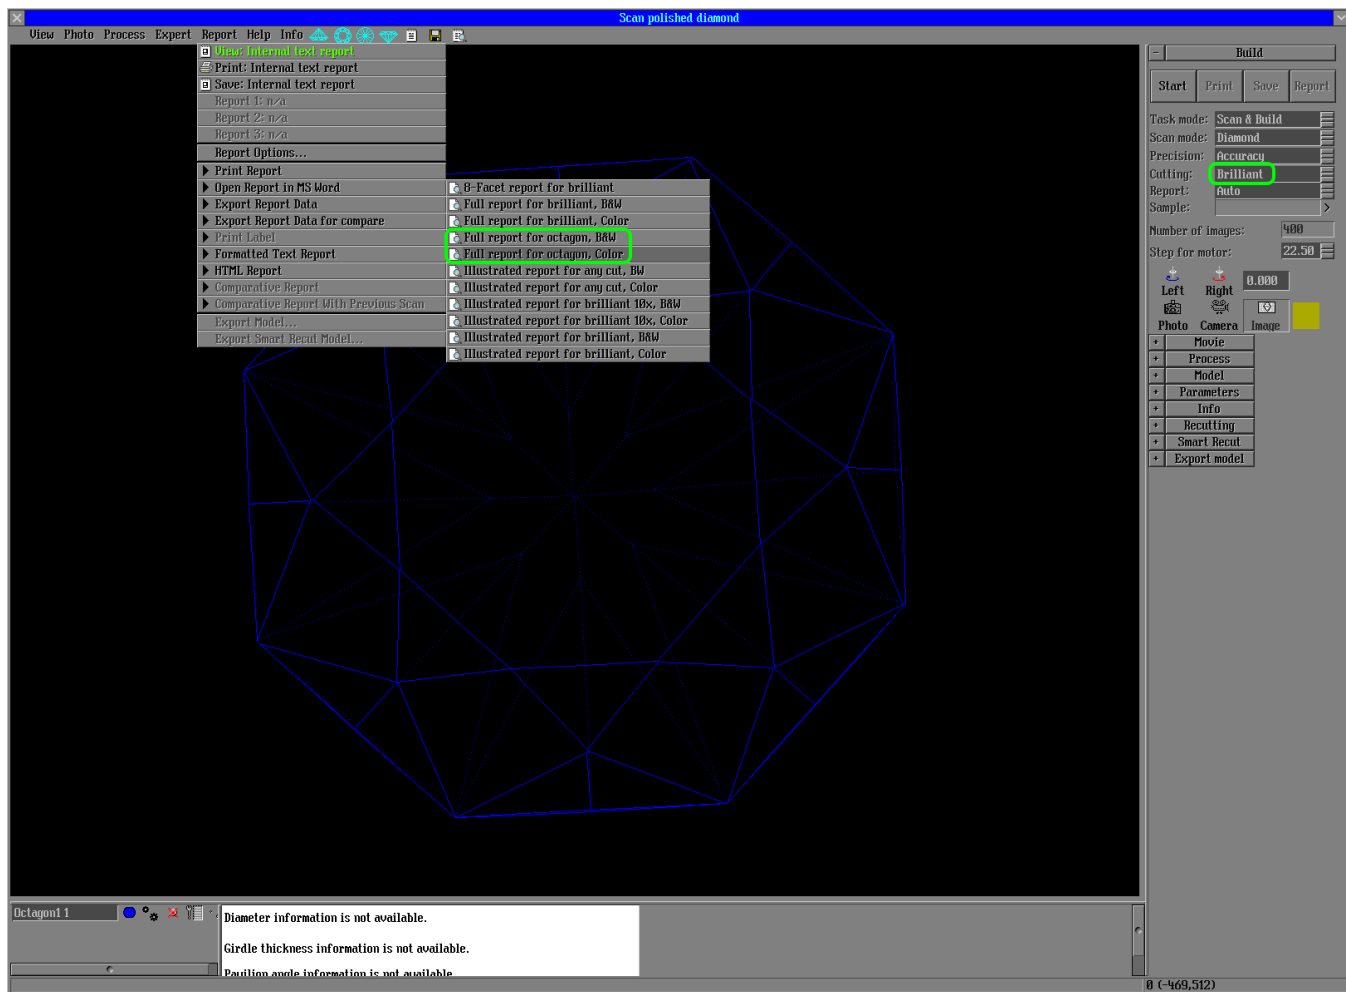 Scan polished diamond
View Photo Process Expert Report Help Info
View: Internal text report
Print: Internal text report
Save: Internal text report
Report 1: n/a
Report 2: n/a
Report 3: n/a
Report Options...
Print Report
Open Report in MS Word
Export Report Data
Export Report Data for compare
Print Label
Formatted Text Report
HTML Report
Comparative Report
Comparative Report With Previous Scan
Export Model...
Export Smart Recut Model...
8-Facet report for brilliant
Full report for brilliant, B&W
Full report for brilliant, Color
Full report for octagon, B&W
Full report for octagon, Color
Illustrated report for any cut, BW
Illustrated report for any cut, Color
Illustrated report for brilliant 10x, B&W
Illustrated report for brilliant 10x, Color
Illustrated report for brilliant, B&W
Illustrated report for brilliant, Color
- Build
Start Print Save Report
Task mode: Scan & Build
Scan mode: Diamond
Precision: Accuracy
Cutting: Brilliant
Report: Auto
Sample: >
Number of images: 400
Step for motor: 22.50
Left Right 0.000
Photo Camera Image
+ Movie
+ Process
+ Model
+ Parameters
+ Info
+ Recutting
+ Smart Recut
+ Export model
Octagon1 1
Diameter information is not available.
Girdle thickness information is not available.
Pavilion angle information is not available
0 (-469,512)